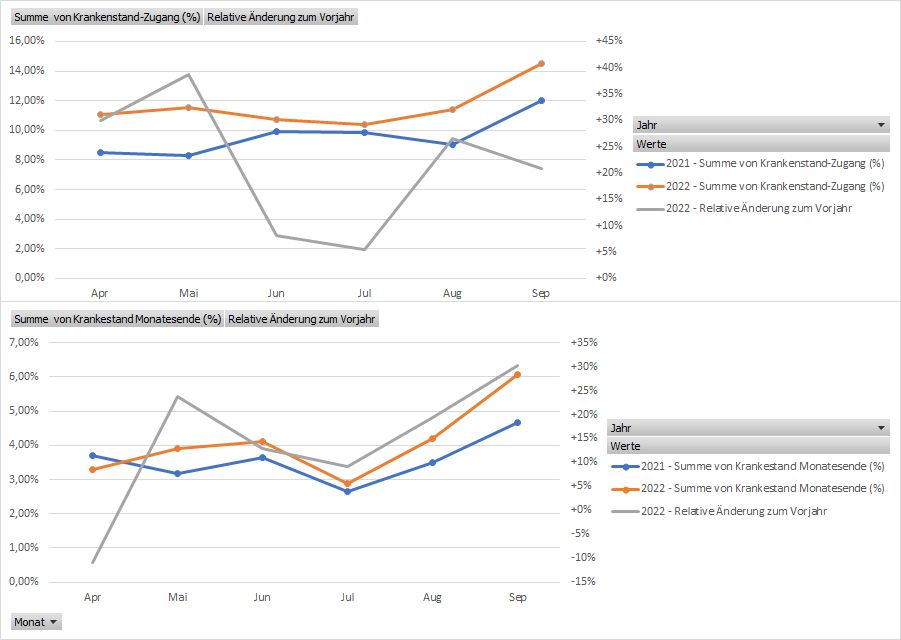 Summe von Krankenstand-Zugang (%) Relative Änderung zum Vorjahr
16,00%
14,00%
12,00%
10,00%
8,00%
6,00%
4,00%
2,00%
0,00%
+45%
+40%
+35%
+30%
+25%
+20%
+15%
+10%
+5%
+0%
Apr Mai Jun Jul Aug Sep
Jahr
Werte
2021 - Summe von Krankenstand-Zugang (%)
2022 - Summe von Krankenstand-Zugang (%)
2022 - Relative Änderung zum Vorjahr
Summe von Krankestand Monatesende (%) Relative Änderung zum Vorjahr
7,00%
6,00%
5,00%
4,00%
3,00%
2,00%
1,00%
0,00%
+35%
+30%
+25%
+20%
+15%
+10%
+5%
+0%
-5%
-10%
-15%
Apr Mai Jun Jul Aug Sep
Jahr
Werte
2021 - Summe von Krankestand Monatesende (%)
2022 - Summe von Krankestand Monatesende (%)
2022 - Relative Änderung zum Vorjahr
Monat